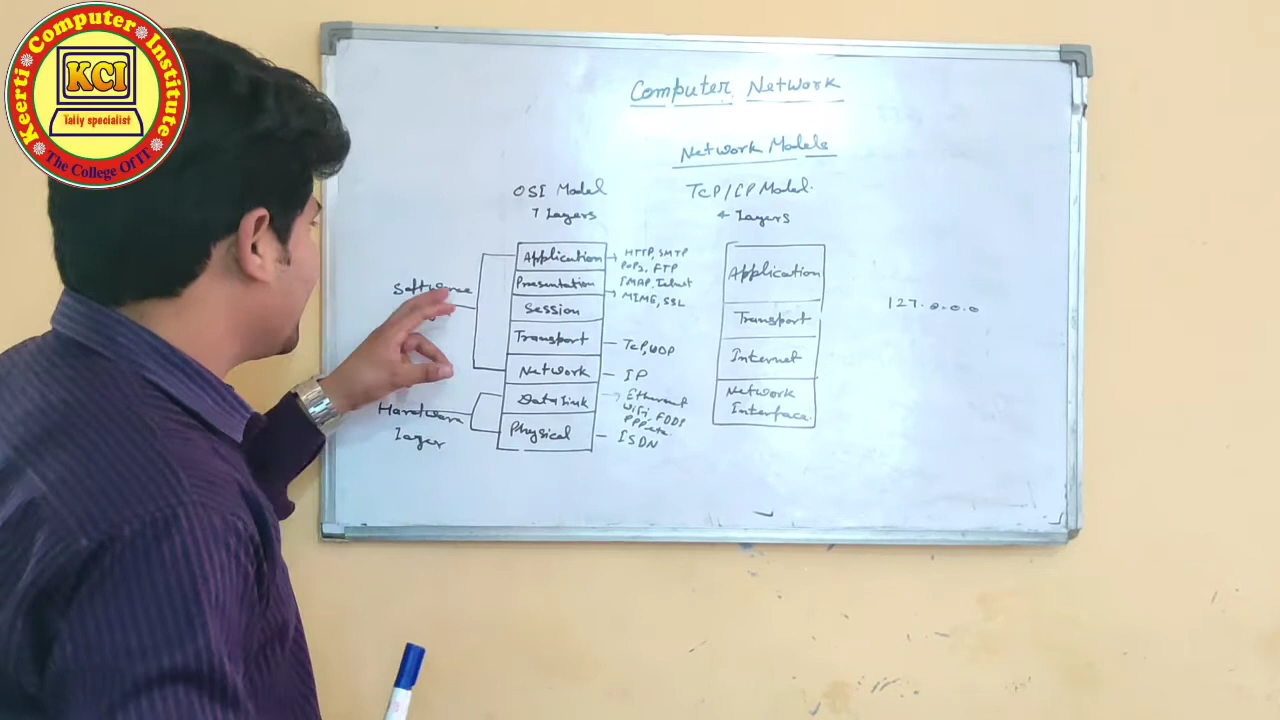 Keerti Computer Institute
KCI
Tally specialist
The College Of IT
Computer Network
Network Models
OSI Model
7 Layers
TCP/IP Model.
4 Layers
Software
Hardware
Layer
Application
Presentation
Session
Transport
Network
Data Link
Physical
HTTP, SMTP
POP3, FTP
IMAP, Telnet
MIME, SSL
TCP, UDP
IP
Ethernet
WiFi, FDDI
PPP etc.
ISDN
Application
Transport
Internet
Network
Interface.
127.0.0.0